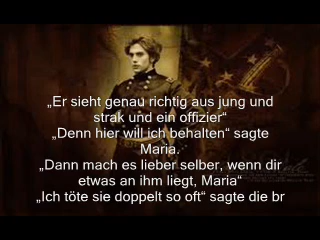 „Er sieht genau richtig aus jung und
strak und ein offizier“
„Denn hier will ich behalten“ sagte
Maria.
„Dann mach es lieber selber, wenn dir
etwas an ihm liegt, Maria“
„Ich töte sie doppelt so oft“ sagte die br